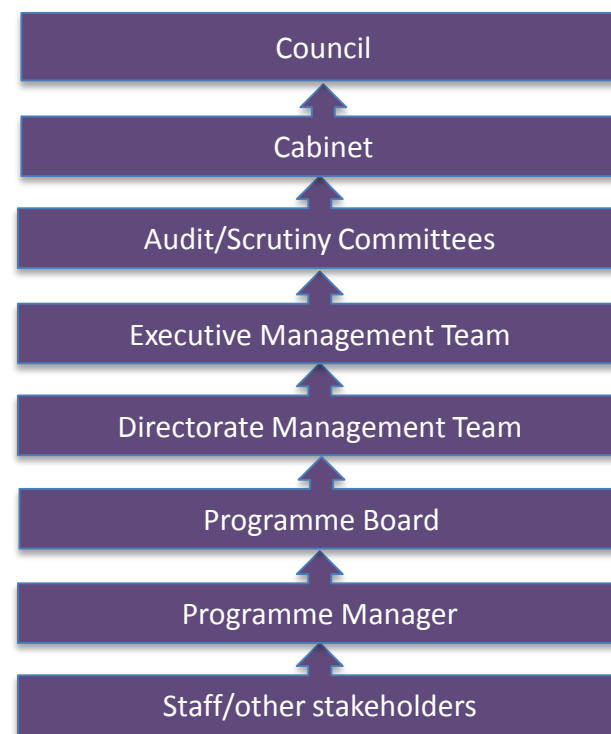 Council
Cabinet
Audit/Scrutiny Committees
Executive Management Team
Directorate Management Team
Programme Board
Programme Manager
Staff/other stakeholders